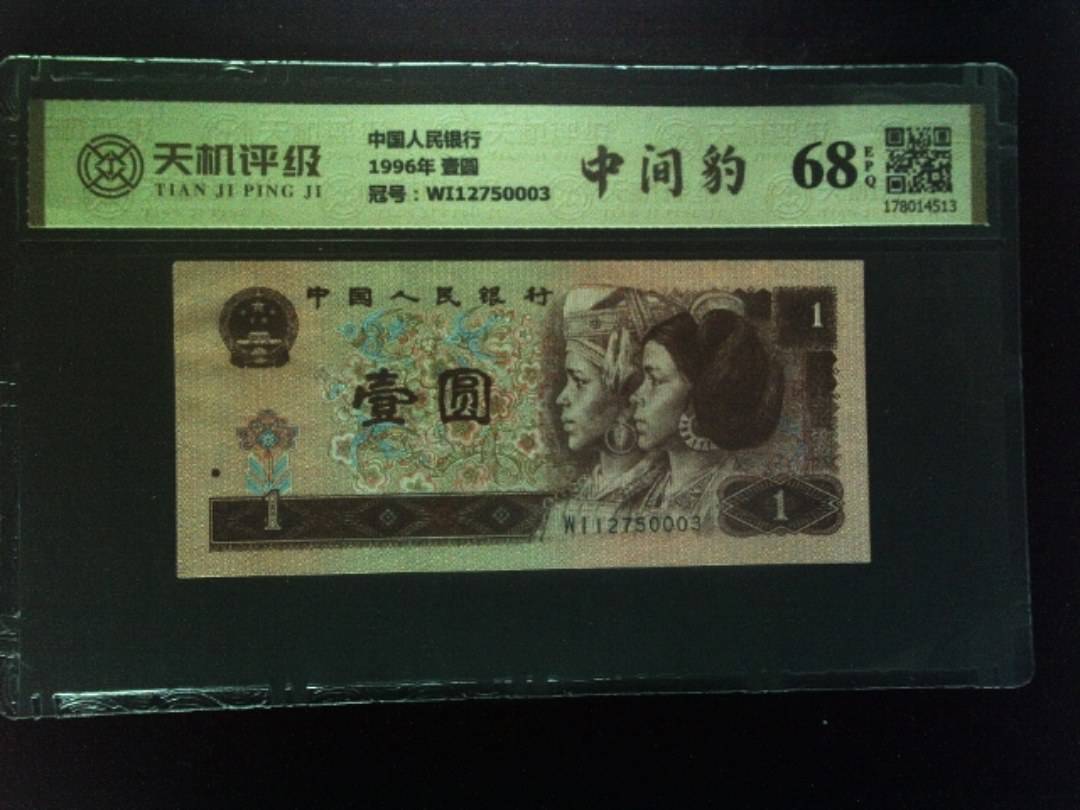 天机评级
TIAN JI PING JI
中国人民银行
1996年 壹圆
冠号：WI12750003
中间豹
68
EPQ
178014513
中国人民银行
1
壹圆
1
WI12750003
1